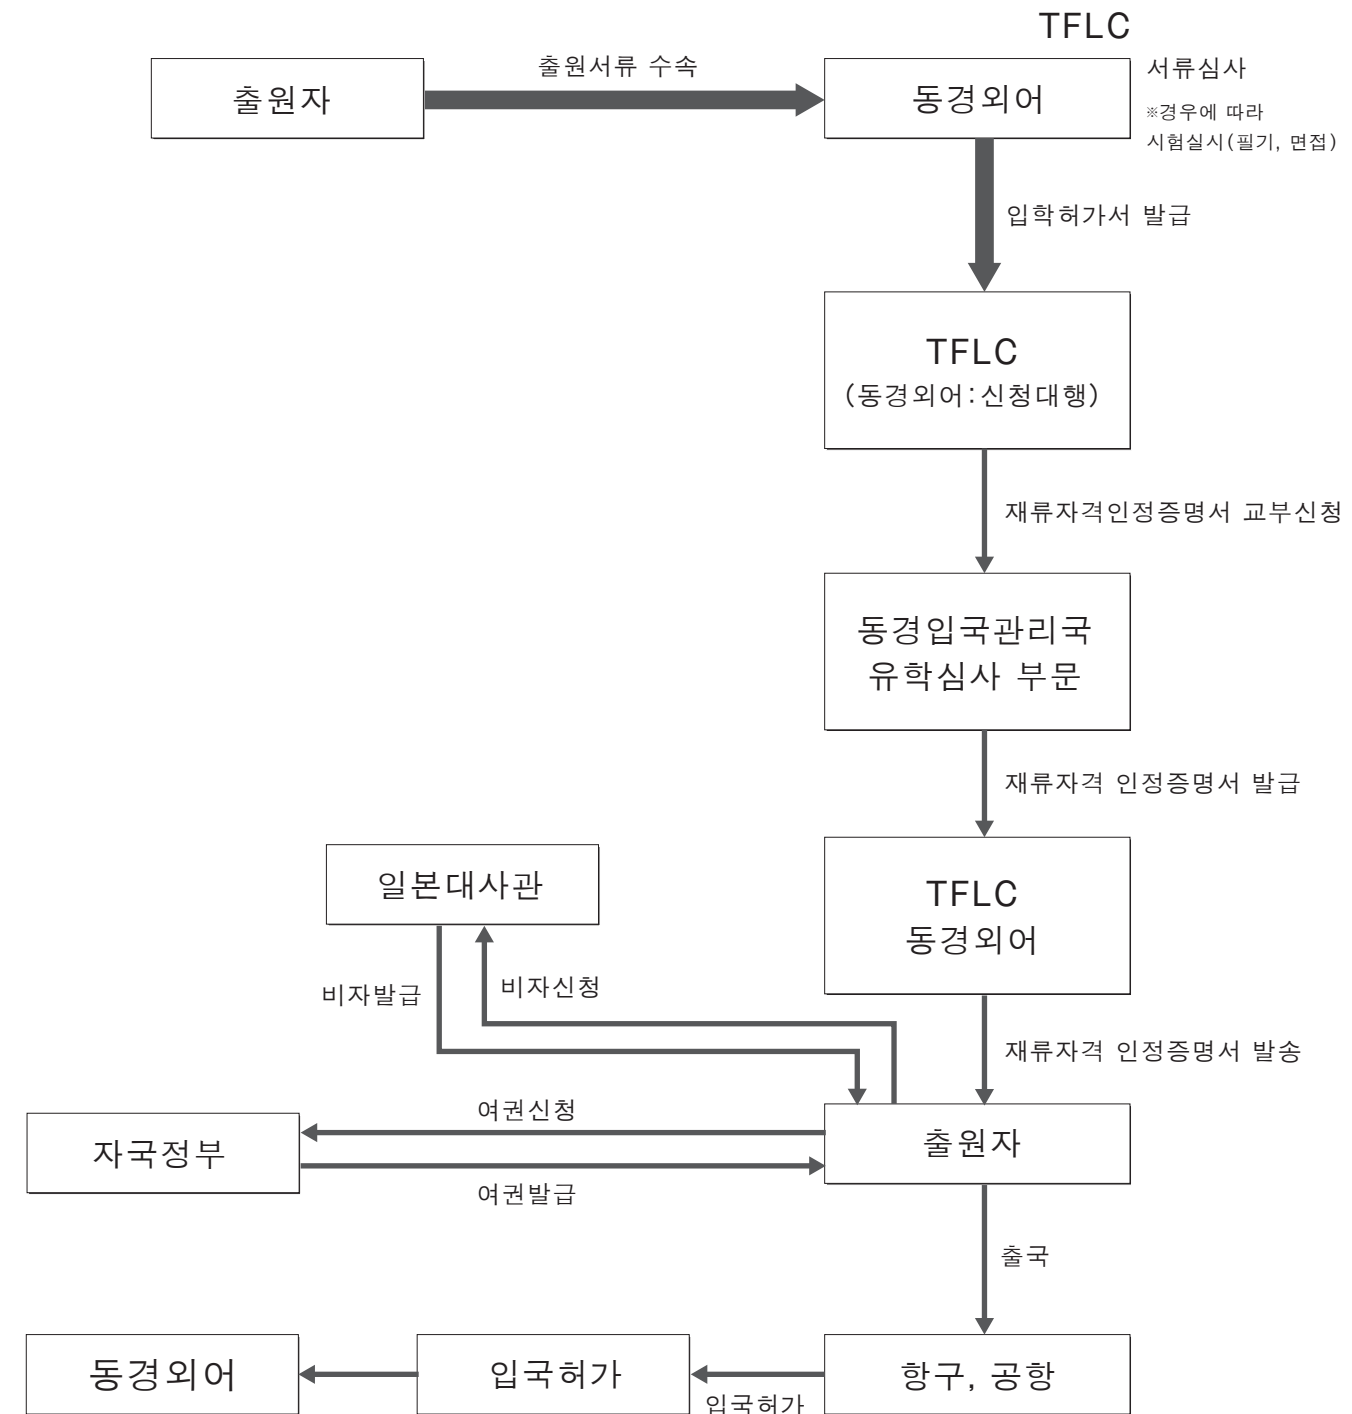 TFLC
출원자
출원서류 수속
동경외어
서류심사
※경우에 따라
시험실시(필기, 면접)
입학허가서 발급
TFLC
(동경외어:신청대행)
재류자격인정증명서 교부신청
동경입국관리국
유학심사 부문
재류자격 인정증명서 발급
일본대사관
TFLC
동경외어
비자발급
비자신청
재류자격 인정증명서 발송
여권신청
자국정부
출원자
여권발급
출국
동경외어
입국허가
항구, 공항
입국허가